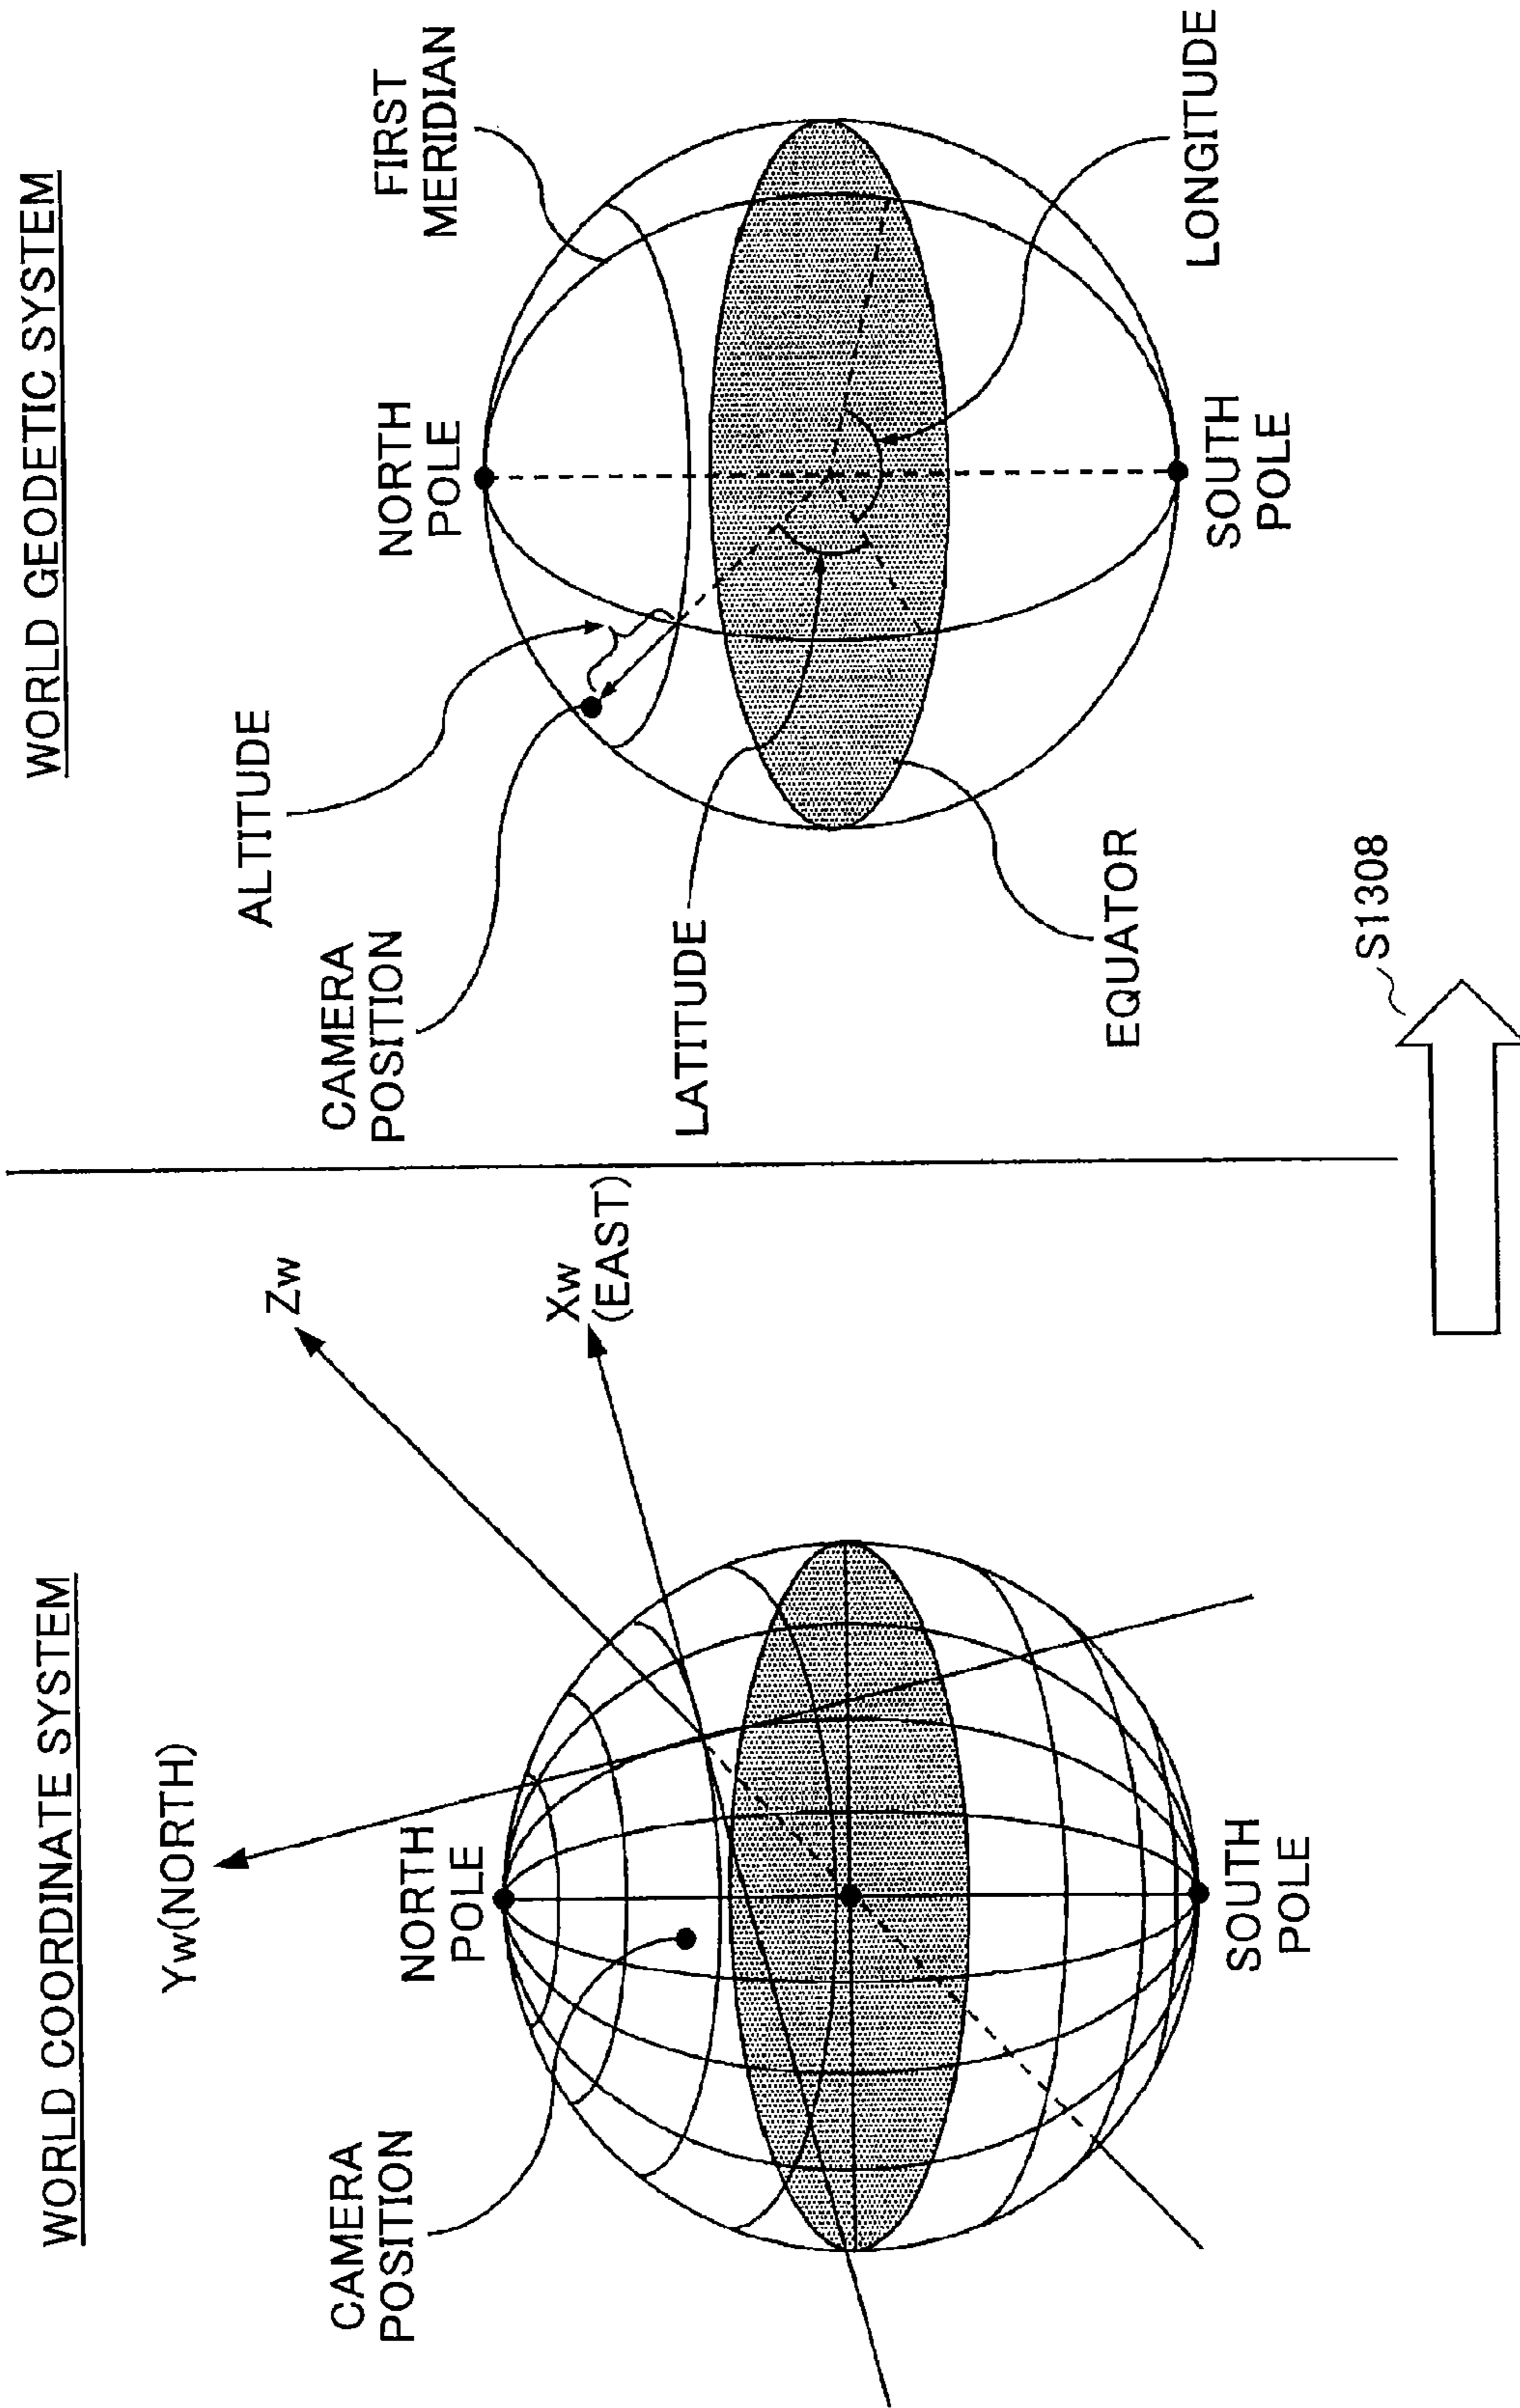 WORLD COORDINATE SYSTEM
Yw(NORTH)
Zw
Xw
(EAST)
NORTH
POLE
CAMERA
POSITION
SOUTH
POLE
WORLD GEODETIC SYSTEM
ALTITUDE
CAMERA
POSITION
NORTH
POLE
FIRST
MERIDIAN
LATITUDE
EQUATOR
SOUTH
POLE
LONGITUDE
S1308